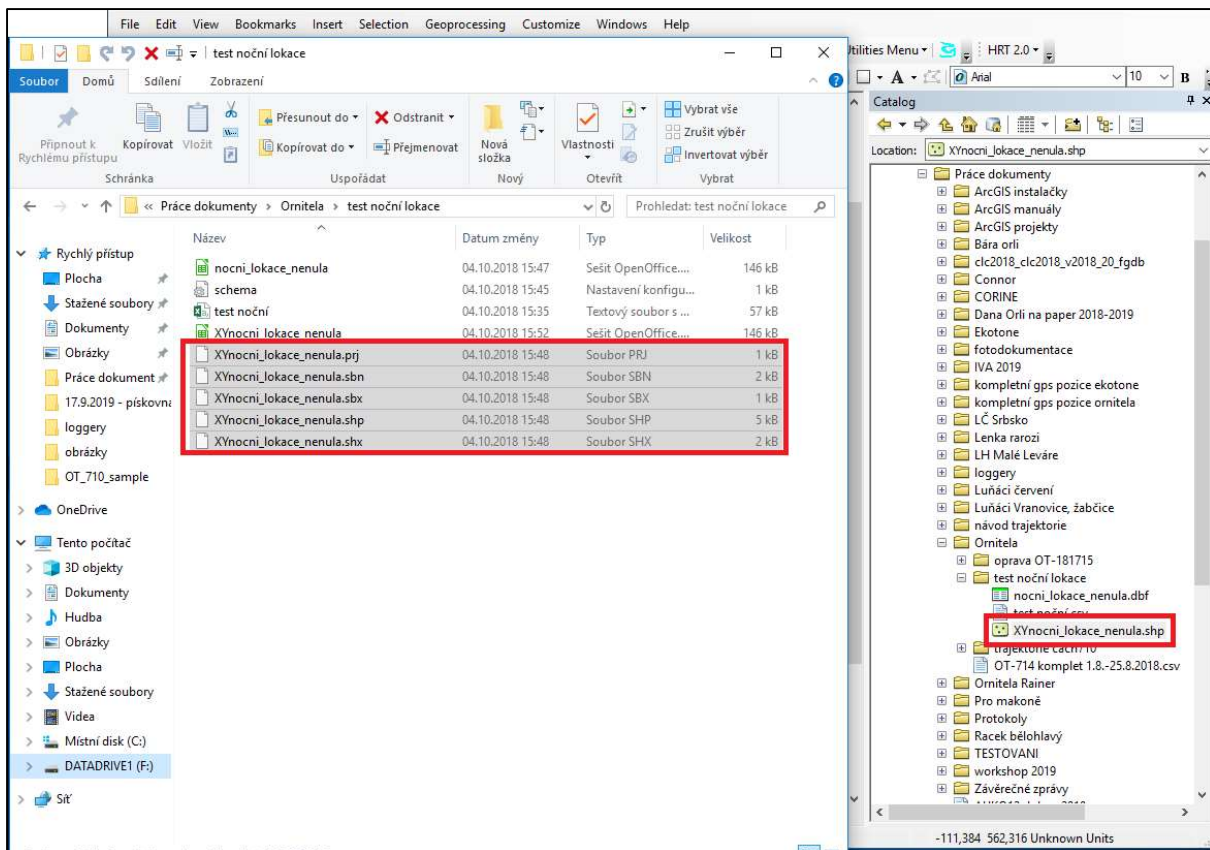 File Edit View Bookmarks Insert Selection Geoprocessing Customize Windows Help
test noční lokace
Soubor Domů Sdílení Zobrazení
Připnout k Rychlému přístupu
Kopírovat
Vložit
Schránka
Přesunout do
Kopírovat do
Odstranit
Přejmenovat
Uspořádat
Nová složka
Nový
Vlastnosti
Otevřít
Vybrat vše
Zrušit výběr
Invertovat výběr
Vybrat
« Práce dokumenty > Ornitela > test noční lokace
Prohledat: test noční lokace
Rychlý přístup
Plocha
Stažené soubory
Dokumenty
Obrázky
Práce dokument
17.9.2019 - pískovna
loggery
obrázky
OT_710_sample
OneDrive
Tento počítač
3D objekty
Dokumenty
Hudba
Obrázky
Plocha
Stažené soubory
Videa
Místní disk (C:)
DATADRIVE1 (F:)
Síť
Název Datum změny Typ Velikost
nocni_lokace_nenula 04.10.2018 15:47 Sešit OpenOffice.... 146 kB
schema 04.10.2018 15:45 Nastavení konfigu... 1 kB
test noční 04.10.2018 15:35 Textový soubor s ... 57 kB
XYnocni_lokace_nenula 04.10.2018 15:52 Sešit OpenOffice.... 146 kB
XYnocni_lokace_nenula.prj 04.10.2018 15:48 Soubor PRJ 1 kB
XYnocni_lokace_nenula.sbn 04.10.2018 15:48 Soubor SBN 2 kB
XYnocni_lokace_nenula.sbx 04.10.2018 15:48 Soubor SBX 1 kB
XYnocni_lokace_nenula.shp 04.10.2018 15:48 Soubor SHP 5 kB
XYnocni_lokace_nenula.shx 04.10.2018 15:48 Soubor SHX 2 kB
Utilities Menu HRT 2.0
A Arial 10 B
Catalog
Location: XYnocni_lokace_nenula.shp
Práce dokumenty
ArcGIS instalačky
ArcGIS manuály
ArcGIS projekty
Bára orli
clc2018_clc2018_v2018_20_fgdb
Connor
CORINE
Dana Orli na paper 2018-2019
Ekotone
fotodokumentace
IVA 2019
kompletní gps pozice ekotone
kompletní gps pozice ornitela
LČ Srbsko
Lenka rarozi
LH Malé Leváre
loggery
Luňáci červení
Luňáci Vranovice, žabčice
návod trajektorie
Ornitela
oprava OT-181715
test noční lokace
nocni_lokace_nenula.dbf
test noční.csv
XYnocni_lokace_nenula.shp
trajektorie cach710
OT-714 komplet 1.8.-25.8.2018.csv
Ornitela Rainer
Pro makoně
Protokoly
Racek bělohlavý
TESTOVANI
workshop 2019
Závěrečné zprávy
-111,384 562,316 Unknown Units